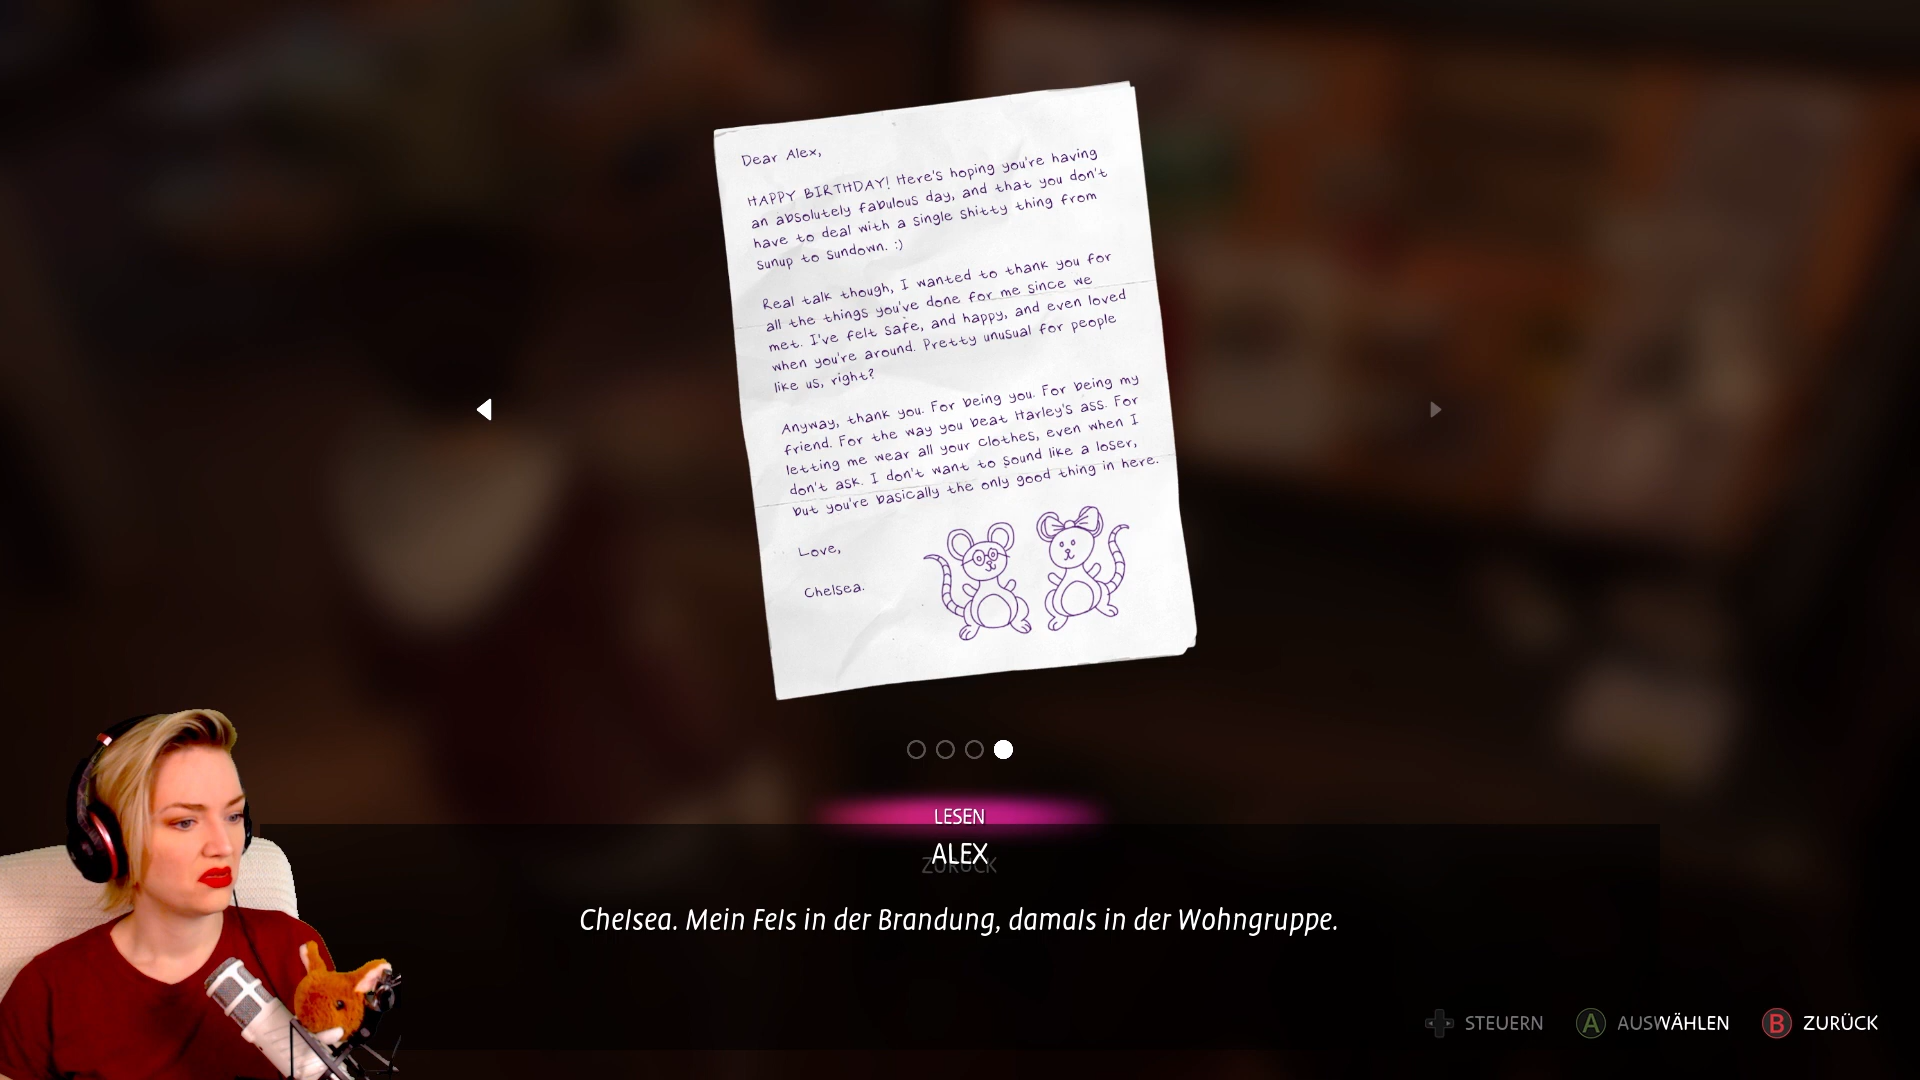 Dear Alex,
HAPPY BIRTHDAY! Here's hoping you're having
an absolutely fabulous day, and that you don't
have to deal with a single shitty thing from
sunup to sundown. :)
Real talk though, I wanted to thank you for
all the things you've done for me since we
met. I've felt safe, and happy, and even loved
when you're around. Pretty unusual for people
like us, right?
Anyway, thank you. For being you. For being my
friend. For the way you beat Harley's ass. For
letting me wear all your clothes, even when I
don't ask. I don't want to sound like a loser,
but you're basically the only good thing in here.
Love,
Chelsea.
LESEN
ALEX
ZURÜCK
Chelsea. Mein Fels in der Brandung, damals in der Wohngruppe.
STEUERN A AUSWÄHLEN B ZURÜCK